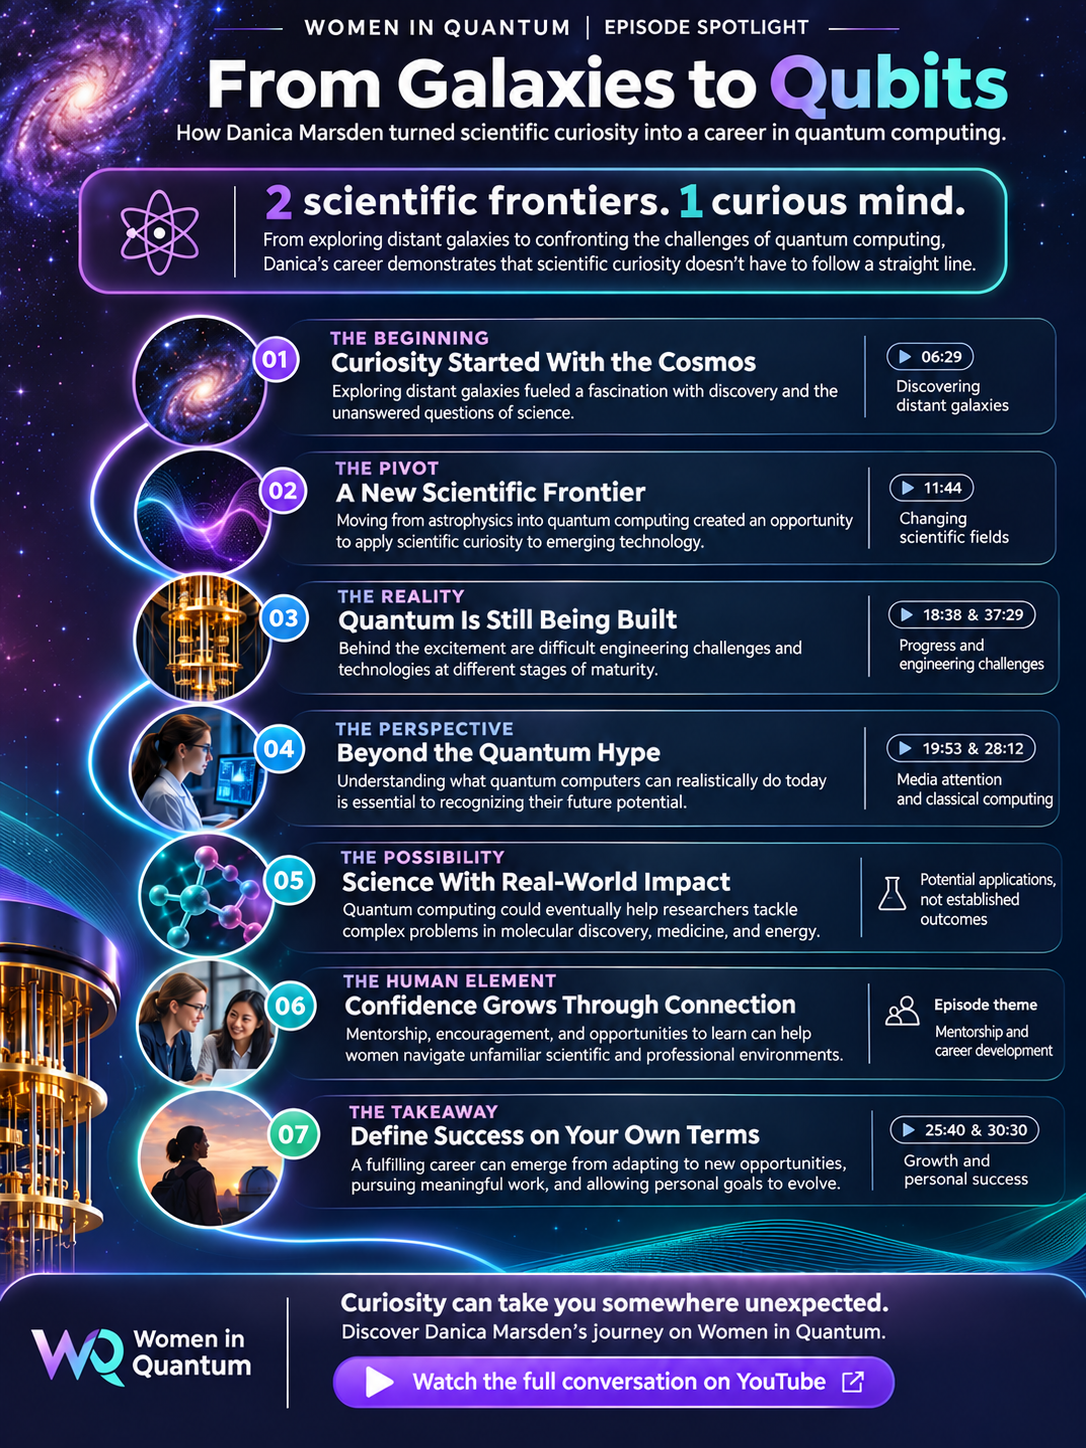 WOMEN IN QUANTUM | EPISODE SPOTLIGHT
From Galaxies to Qubits
How Danica Marsden turned scientific curiosity into a career in quantum computing.
2 scientific frontiers. 1 curious mind.
From exploring distant galaxies to confronting the challenges of quantum computing,
Danica's career demonstrates that scientific curiosity doesn't have to follow a straight line.
01
THE BEGINNING
Curiosity Started With the Cosmos
Exploring distant galaxies fueled a fascination with discovery and the
unanswered questions of science.
06:29
Discovering
distant galaxies
02
THE PIVOT
A New Scientific Frontier
Moving from astrophysics into quantum computing created an opportunity
to apply scientific curiosity to emerging technology.
11:44
Changing
scientific fields
03
THE REALITY
Quantum Is Still Being Built
Behind the excitement are difficult engineering challenges and
technologies at different stages of maturity.
18:38 & 37:29
Progress and
engineering challenges
04
THE PERSPECTIVE
Beyond the Quantum Hype
Understanding what quantum computers can realistically do today
is essential to recognizing their future potential.
19:53 & 28:12
Media attention
and classical computing
05
THE POSSIBILITY
Science With Real-World Impact
Quantum computing could eventually help researchers tackle
complex problems in molecular discovery, medicine, and energy.
Potential applications,
not established
outcomes
06
THE HUMAN ELEMENT
Confidence Grows Through Connection
Mentorship, encouragement, and opportunities to learn can help
women navigate unfamiliar scientific and professional environments.
Episode theme
Mentorship and
career development
07
THE TAKEAWAY
Define Success on Your Own Terms
A fulfilling career can emerge from adapting to new opportunities,
pursuing meaningful work, and allowing personal goals to evolve.
25:40 & 30:30
Growth and
personal success
WQ
Women in
Quantum
Curiosity can take you somewhere unexpected.
Discover Danica Marsden's journey on Women in Quantum.
Watch the full conversation on YouTube